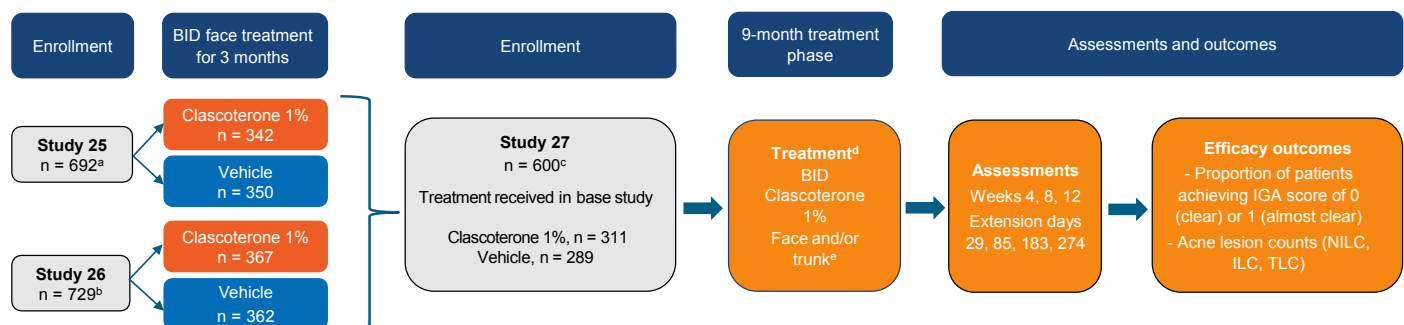 Enrollment
BID face treatment
for 3 months
Enrollment
9-month treatment
phase
Assessments and outcomes
Study 25
n = 692ᵃ
Clascoterone 1%
n = 342
Vehicle
n = 350
Study 26
n = 729ᵇ
Clascoterone 1%
n = 367
Vehicle
n = 362
Study 27
n = 600ᶜ
Treatment received in base study
Clascoterone 1%, n = 311
Vehicle, n = 289
Treatmentᵈ
BID
Clascoterone
1%
Face and/or
trunkᵉ
Assessments
Weeks 4, 8, 12
Extension days
29, 85, 183, 274
Efficacy outcomes
- Proportion of patients
achieving IGA score of 0
(clear) or 1 (almost clear)
- Acne lesion counts (NILC,
ILC, TLC)